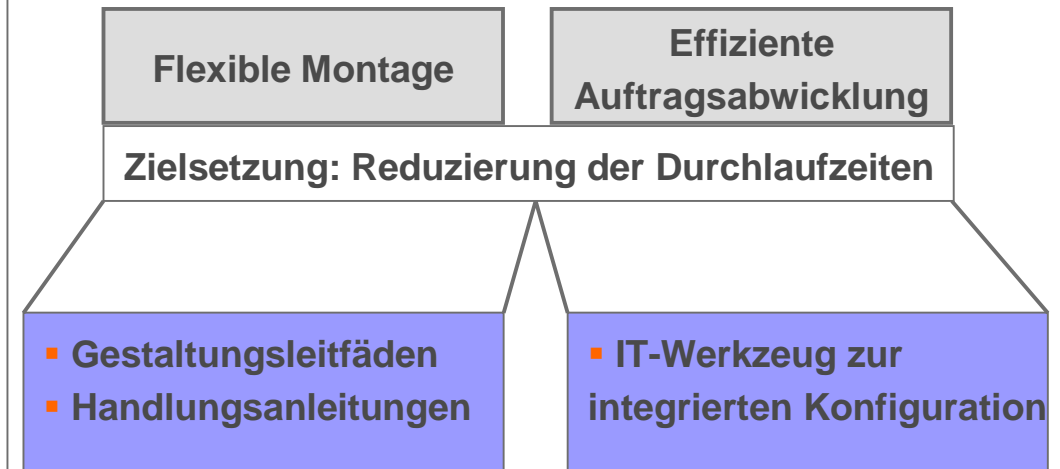 Flexible Montage
Effiziente
Auftragsabwicklung
Zielsetzung: Reduzierung der Durchlaufzeiten
▪ Gestaltungsleitfäden
▪ Handlungsanleitungen
▪ IT-Werkzeug zur
integrierten Konfiguration